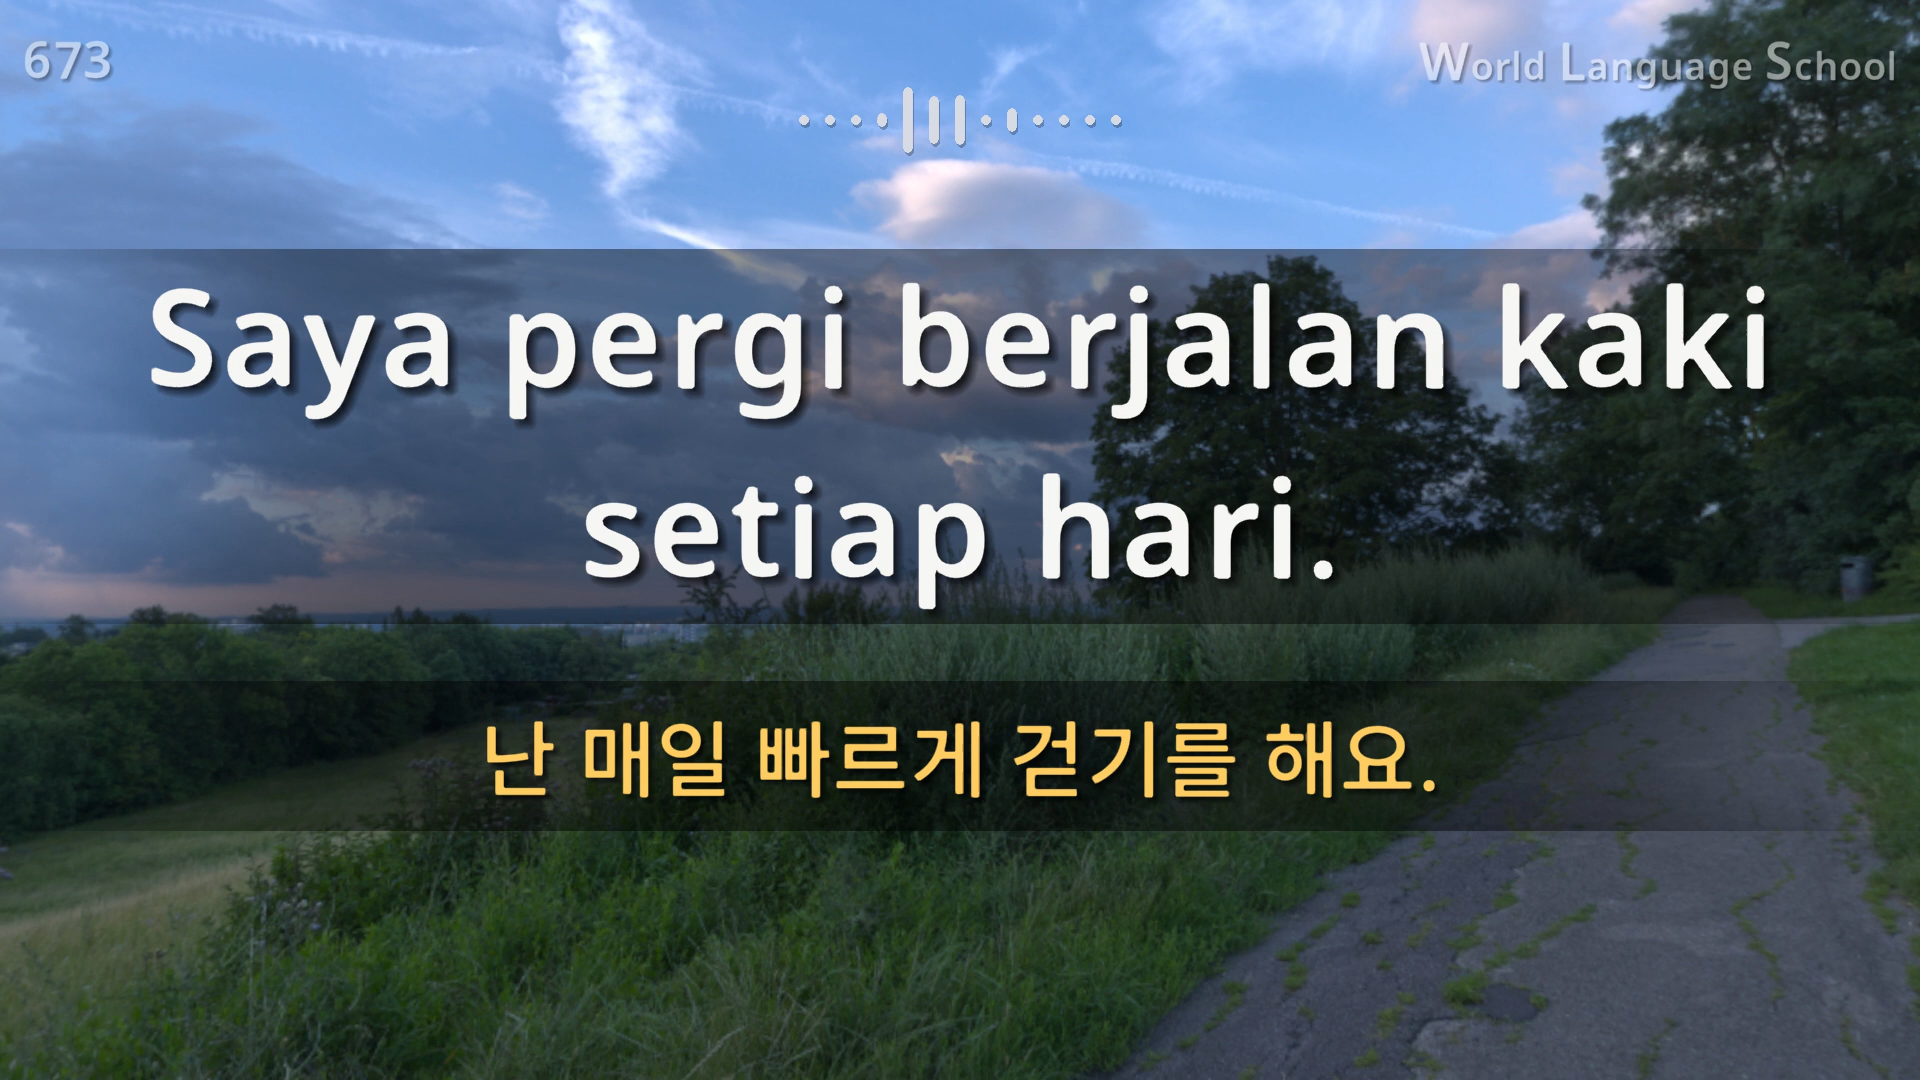 673
World Language School
Saya pergi berjalan kaki
setiap hari.
난 매일 빠르게 걷기를 해요.